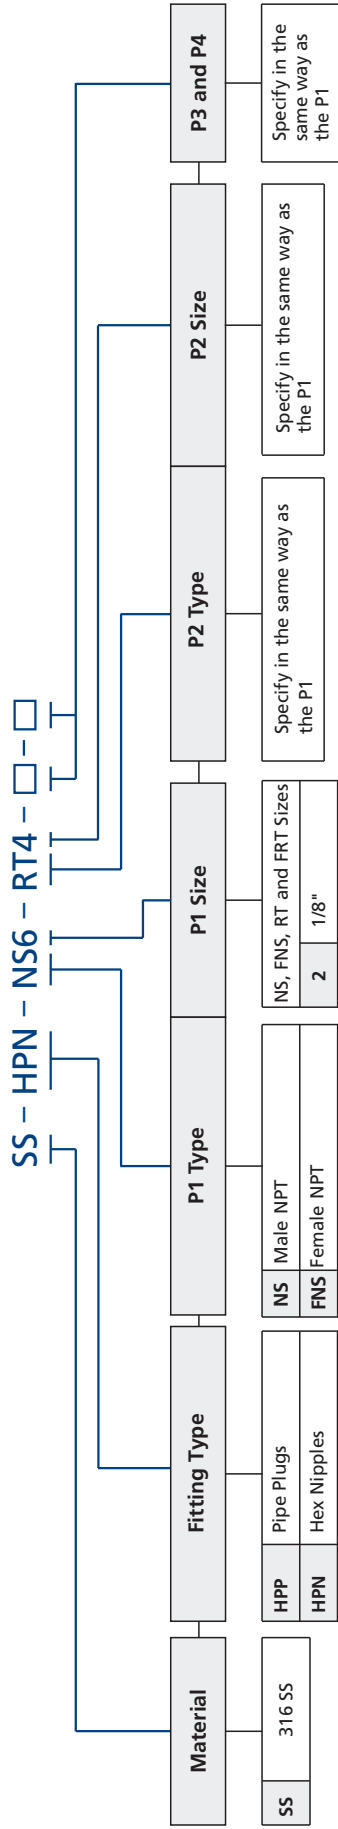 SS – HPN – NS6 – RT4 – □ – □
Material
Fitting Type
P1 Type
P1 Size
P2 Type
P2 Size
P3 and P4
SS 316 SS
HPP Pipe Plugs
HPN Hex Nipples
NS Male NPT
FNS Female NPT
NS, FNS, RT and FRT Sizes
2 1/8"
Specify in the same way as
the P1
Specify in the same way as
the P1
Specify in the
same way as
the P1